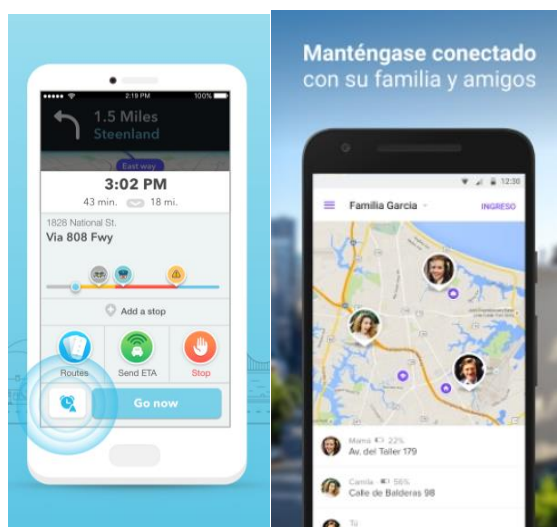 2:19 PM
100%
1.5 Miles
Steenland
East way
3:02 PM
43 min. 18 mi.
1828 National St.
Via 808 Fwy
Add a stop
Routes
Send ETA
Stop
Go now
Manténgase conectado
con su familia y amigos
12:30
Familia Garcia
INGRESO
Mama 22%
Av. del Taller 179
Camila 56%
Calle de Balderas 98
Tú